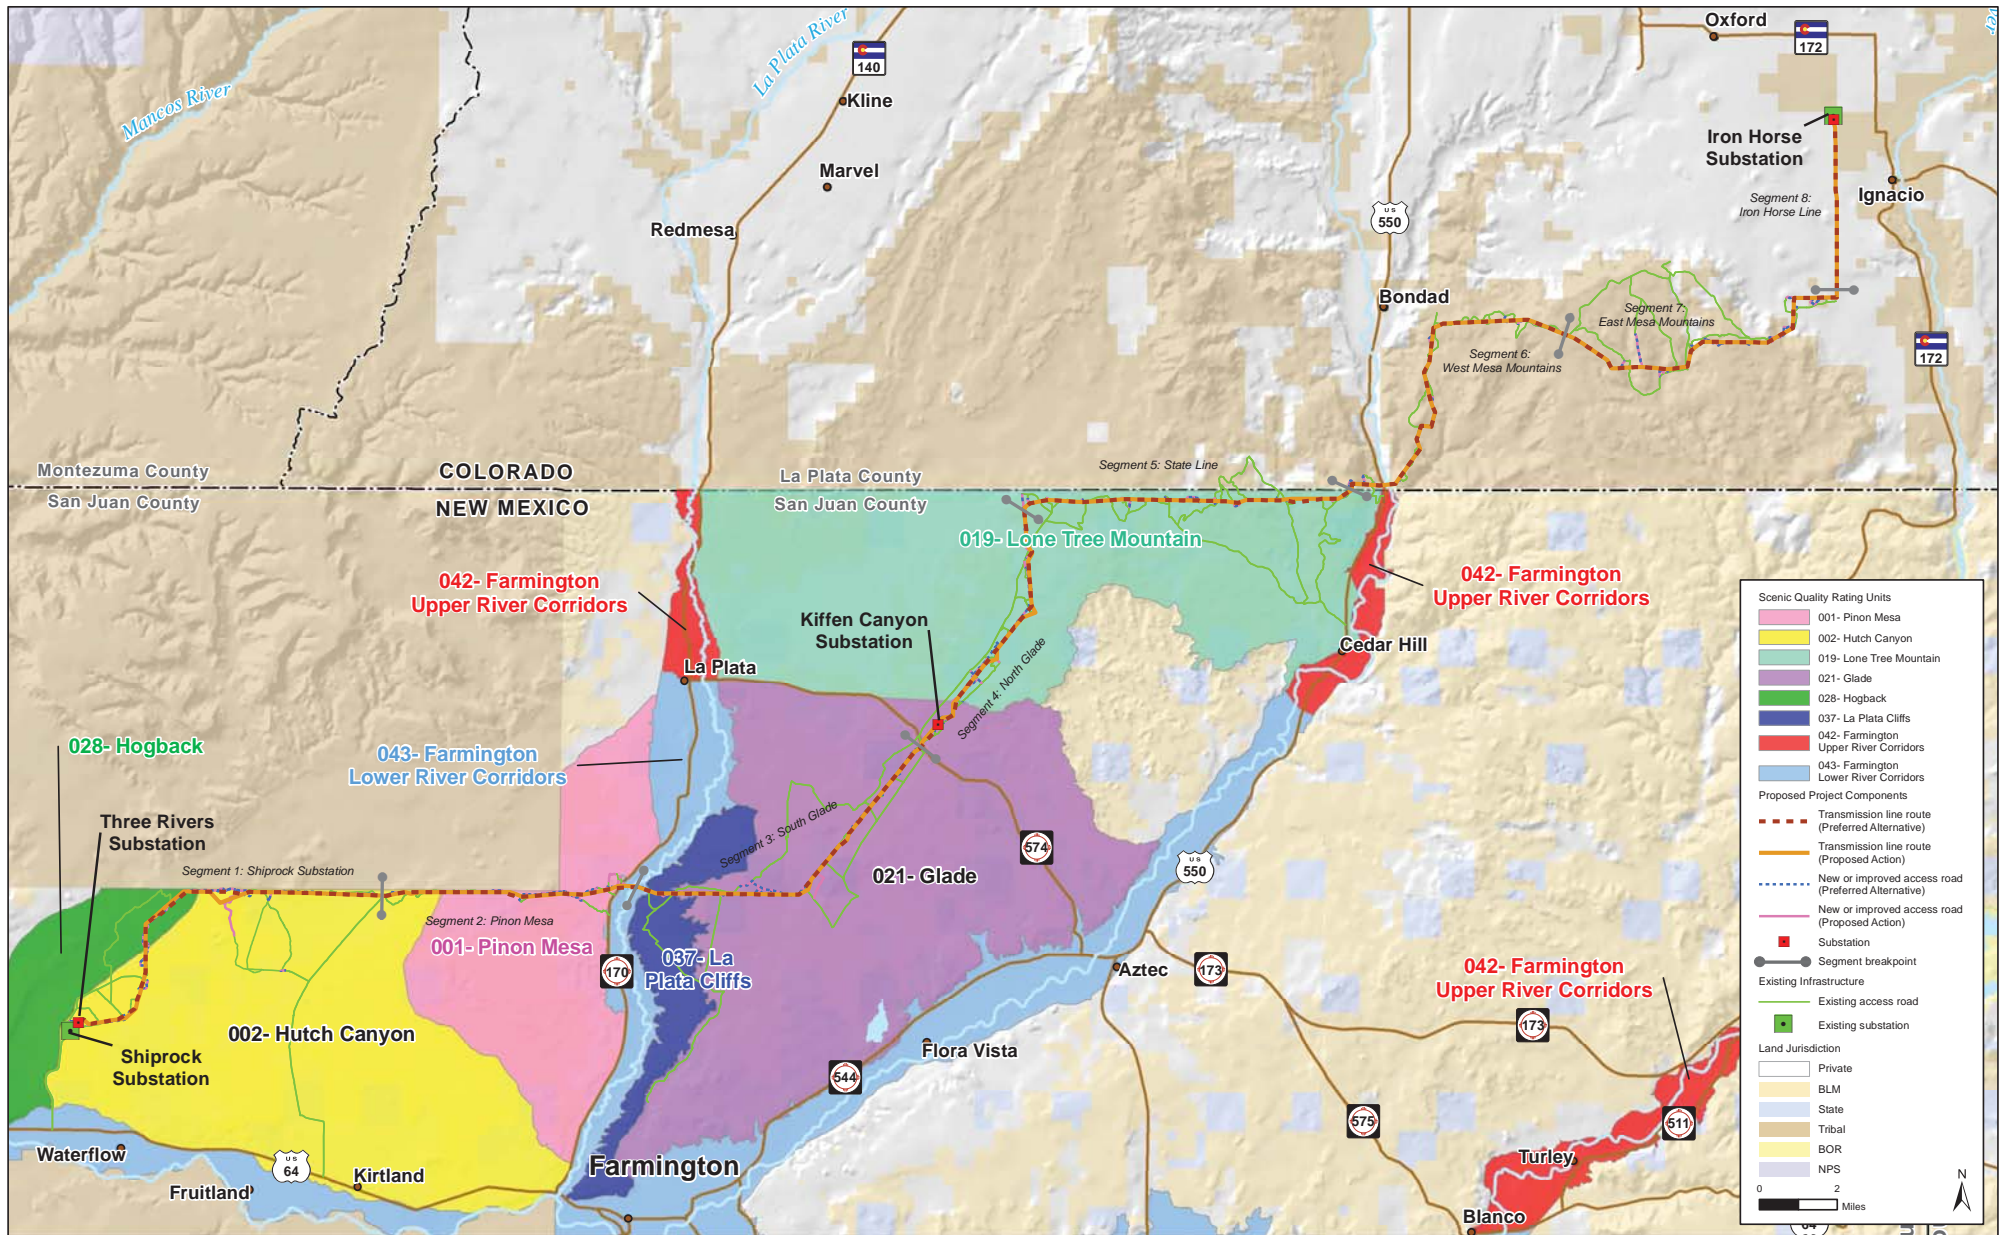 Oxford
172
La Plata River
140
Mancos River
Kline
Iron Horse
Substation
Marvel
Ignacio
Segment 8:
Iron Horse Line
US
550
Redmesa
Bondad
Segment 7:
East Mesa Mountains
172
Segment 6:
West Mesa Mountains
Montezuma County
COLORADO
La Plata County
Segment 5: State Line
San Juan County
NEW MEXICO
San Juan County
019- Lone Tree Mountain
042- Farmington
Upper River Corridors
042- Farmington
Upper River Corridors
Kiffen Canyon
Substation
Cedar Hill
La Plata
Segment 4: North Glade
028- Hogback
043- Farmington
Lower River Corridors
Three Rivers
Substation
Segment 3: South Glade
574
US
550
Segment 1: Shiprock Substation
021- Glade
Segment 2: Pinon Mesa
001- Pinon Mesa
170
037- La
Plata Cliffs
Aztec
173
042- Farmington
Upper River Corridors
002- Hutch Canyon
173
Shiprock
Substation
Flora Vista
544
575
511
Waterflow
US
64
Kirtland
Farmington
Turley
Fruitland
Blanco
Scenic Quality Rating Units
001- Pinon Mesa
002- Hutch Canyon
019- Lone Tree Mountain
021- Glade
028- Hogback
037- La Plata Cliffs
042- Farmington
Upper River Corridors
043- Farmington
Lower River Corridors
Proposed Project Components
Transmission line route
(Preferred Alternative)
Transmission line route
(Proposed Action)
New or improved access road
(Preferred Alternative)
New or improved access road
(Proposed Action)
Substation
Segment breakpoint
Existing Infrastructure
Existing access road
Existing substation
Land Jurisdiction
Private
BLM
State
Tribal
BOR
NPS
0 2
Miles
N